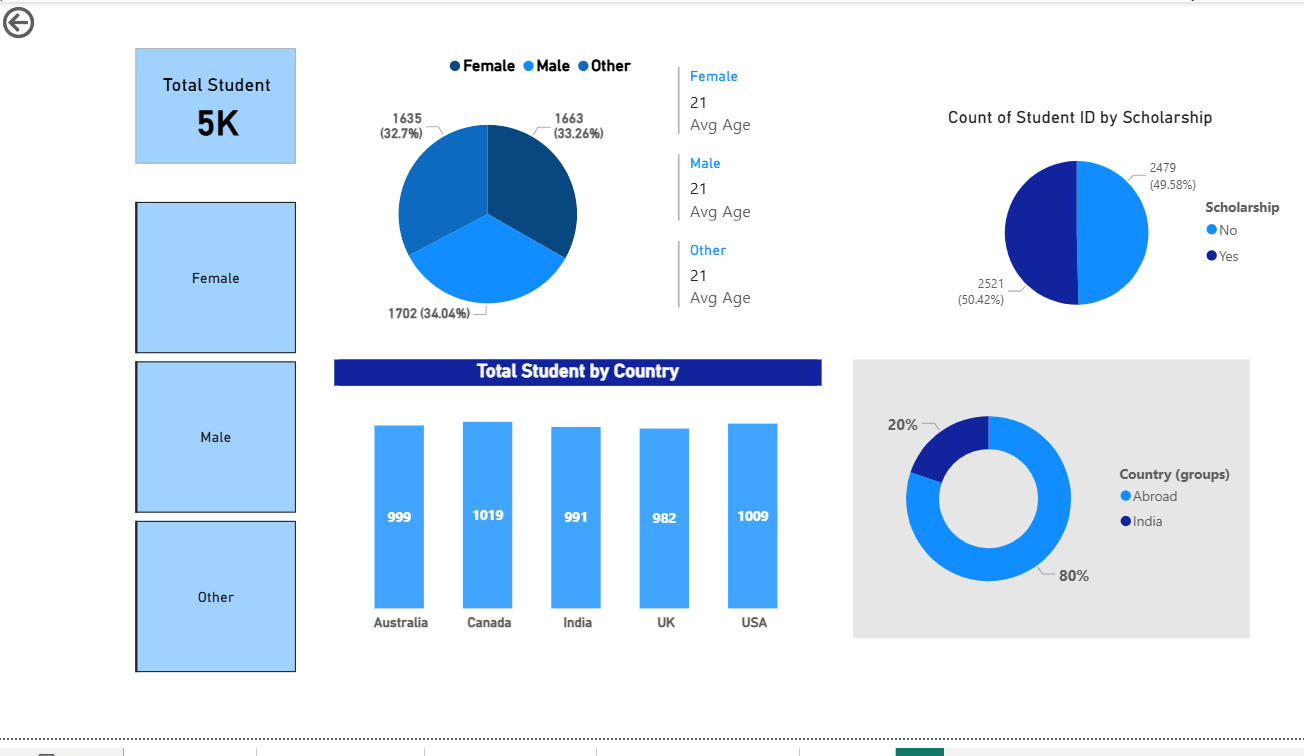 Total Student
5K
Female
Male
Other
Female Male Other
1635
(32.7%)
1663
(33.26%)
1702 (34.04%)
Female
21
Avg Age
Male
21
Avg Age
Other
21
Avg Age
Count of Student ID by Scholarship
2479
(49.58%)
2521
(50.42%)
Scholarship
No
Yes
Total Student by Country
999
1019
991
982
1009
Australia
Canada
India
UK
USA
20%
80%
Country (groups)
Abroad
India